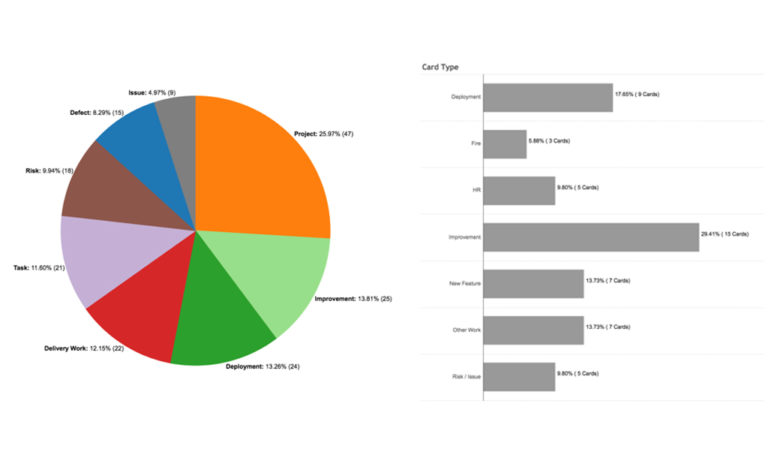 Issue: 4.97% (9)
Defect: 8.29% (15)
Project: 25.97% (47)
Risk: 9.94% (18)
Task: 11.60% (21)
Improvement: 13.81% (25)
Delivery Work: 12.15% (22)
Deployment: 13.26% (24)
Card Type
Deployment 17.65% ( 9 Cards)
Fire 5.88% ( 3 Cards)
HR 9.80% ( 5 Cards)
Improvement 29.41% ( 15 Cards)
New Feature 13.73% ( 7 Cards)
Other Work 13.73% ( 7 Cards)
Risk / Issue 9.80% ( 5 Cards)